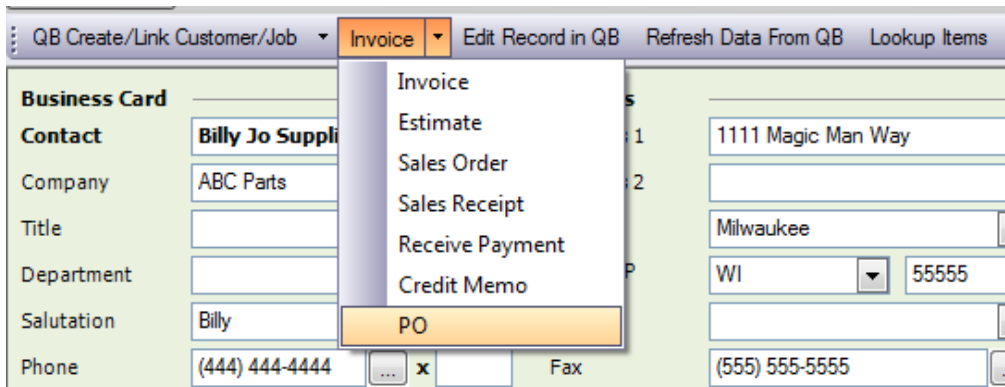 QB Create/Link Customer/Job Invoice Edit Record in QB Refresh Data From QB Lookup Items
Invoice
Estimate
Sales Order
Sales Receipt
Receive Payment
Credit Memo
PO
Business Card
Contact Billy Jo 1 1111 Magic Man Way
Company ABC Parts 2
Title Milwaukee
Department WI 55555
Salutation Billy
Phone (444) 444-4444 ... x Fax (555) 555-5555